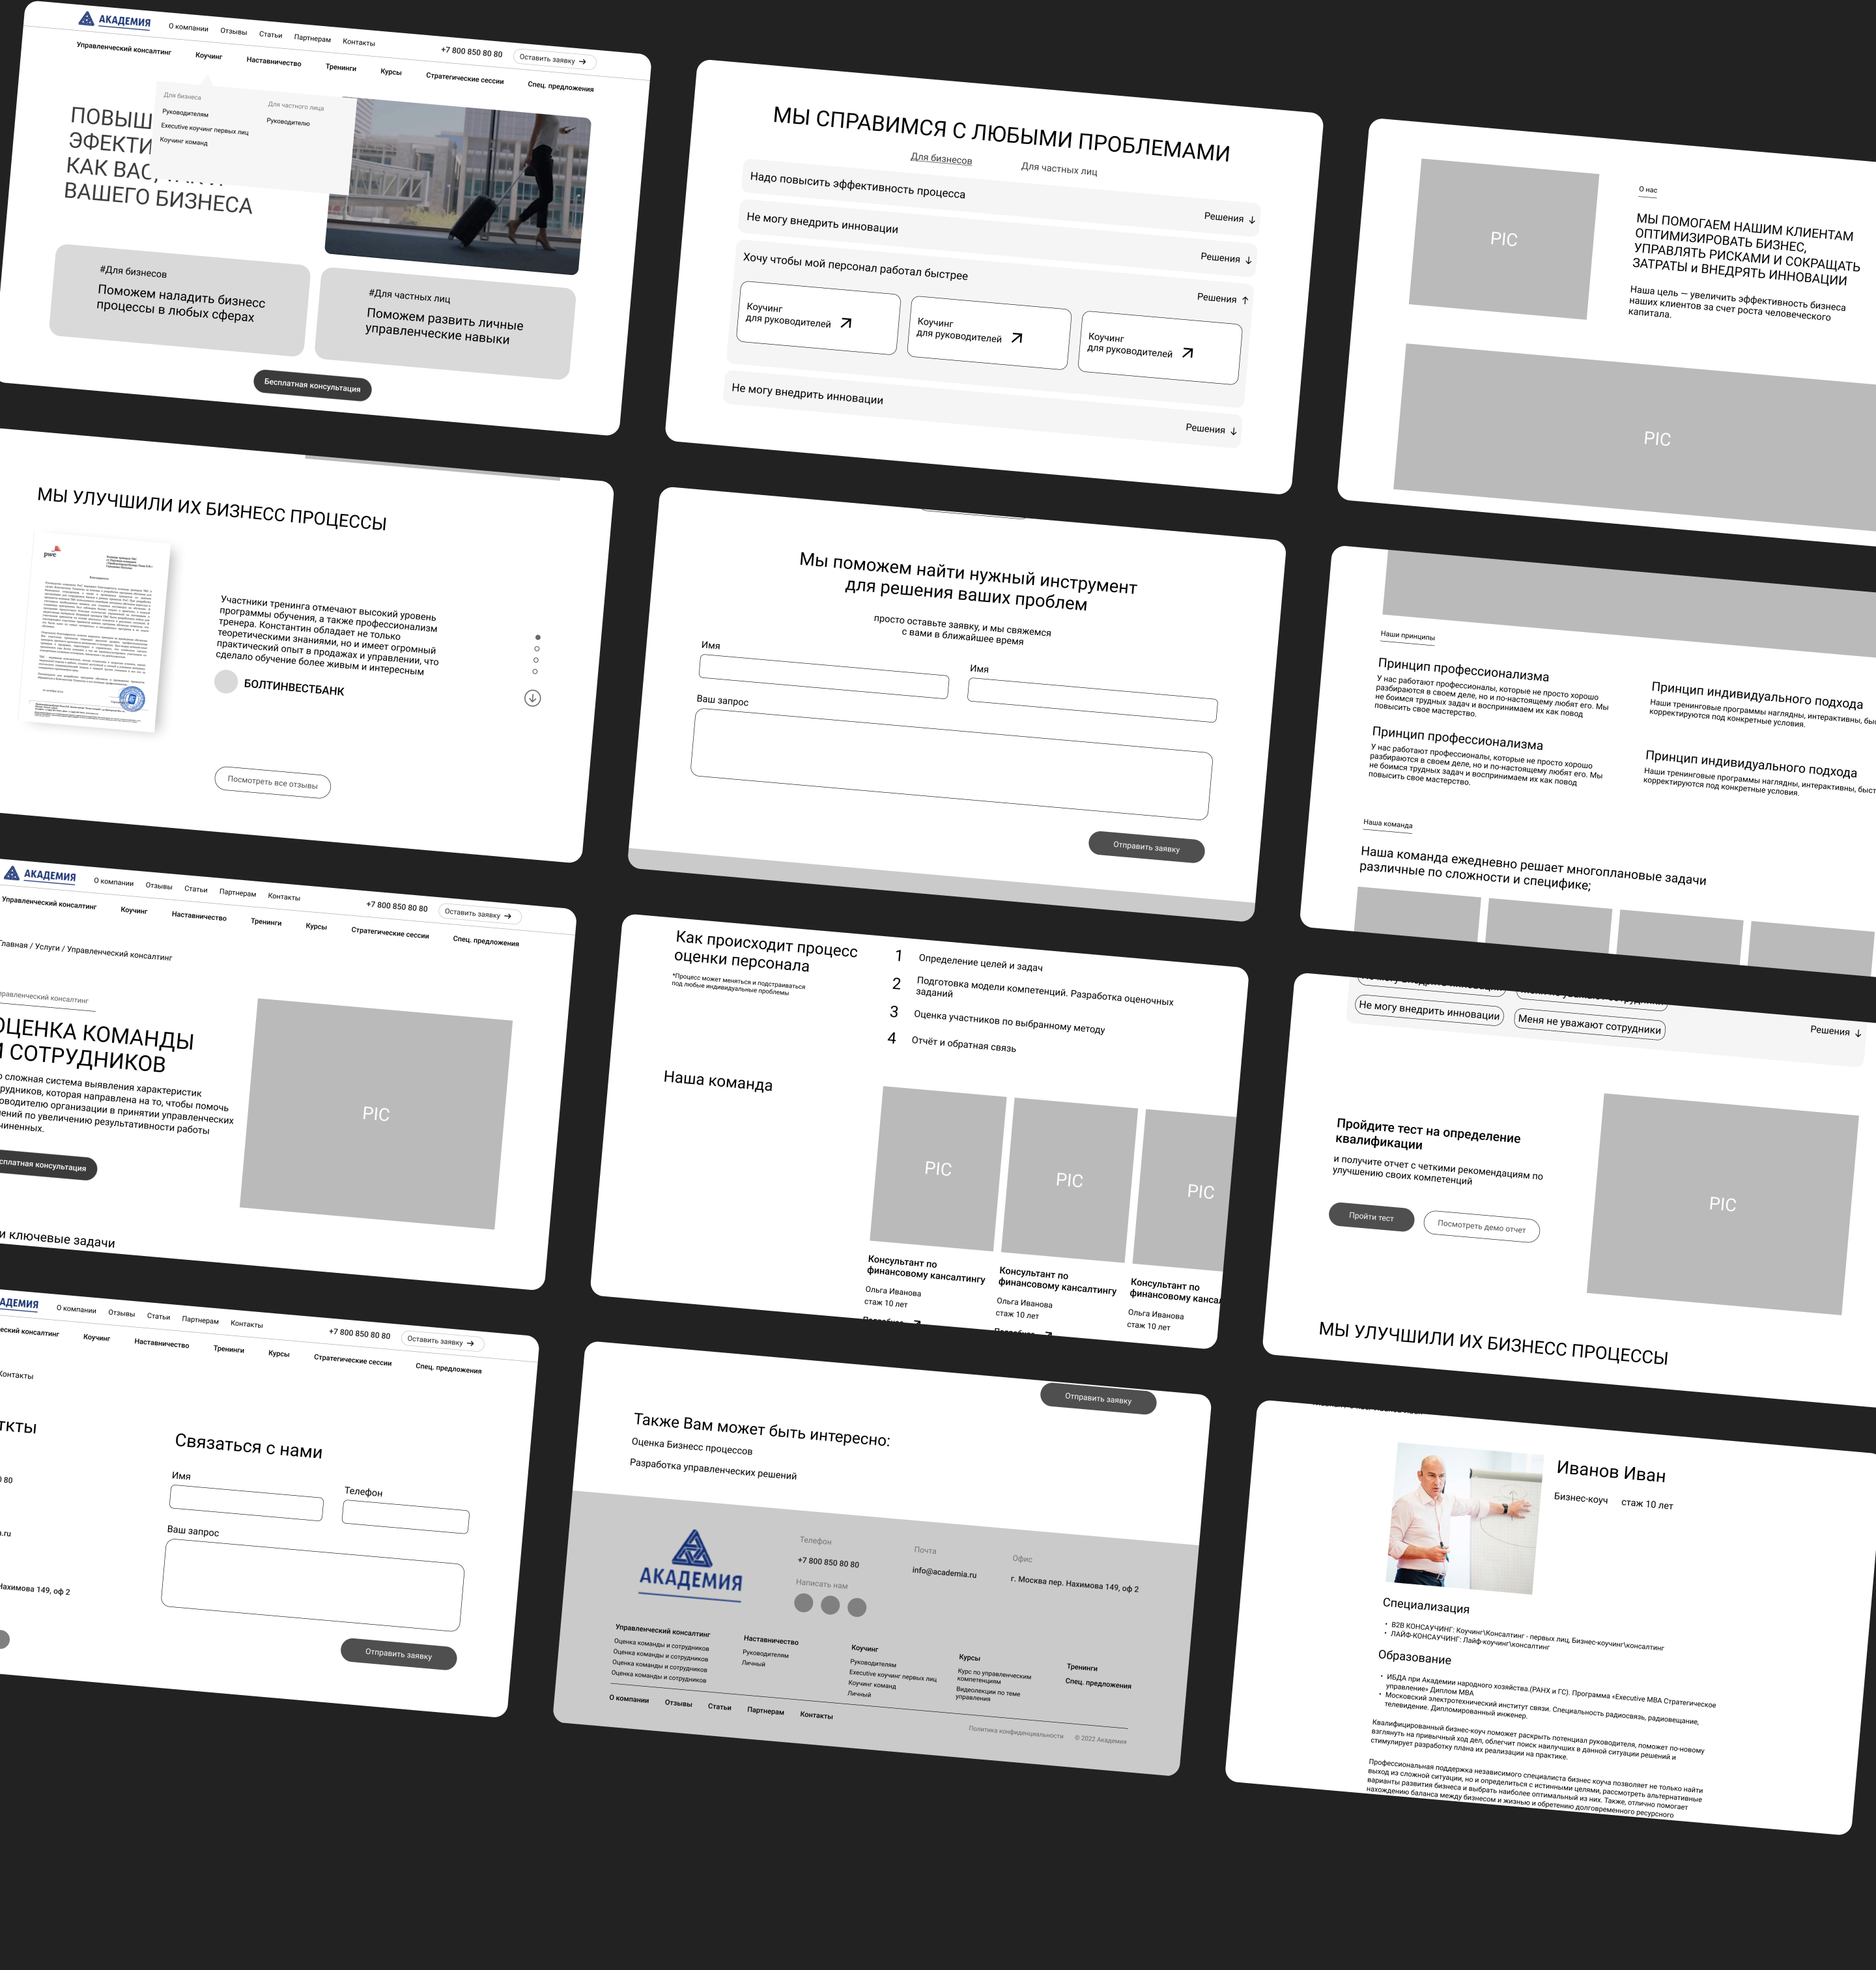 АКАДЕМИЯ
О компании Отзывы Статьи Партнерам Контакты
+7 800 850 80 80
Оставить заявку →
Управленческий консалтинг Коучинг Наставничество Тренинги Курсы Стратегические сессии Спец. предложения
Для бизнеса
Руководителям
Executive коучинг первых лиц
Коучинг команд
Для частного лица
Руководителю
ПОВЫШ
ЭФЕКТИ
КАК ВАС,
ВАШЕГО БИЗНЕСА
#Для бизнесов
Поможем наладить бизнесс
процессы в любых сферах
#Для частных лиц
Поможем развить личные
управленческие навыки
Бесплатная консультация
МЫ СПРАВИМСЯ С ЛЮБЫМИ ПРОБЛЕМАМИ
Для бизнесов Для частных лиц
Надо повысить эффективность процесса
Решения ↓
Не могу внедрить инновации
Решения ↓
Хочу чтобы мой персонал работал быстрее
Решения ↑
Коучинг
для руководителей
Коучинг
для руководителей
Коучинг
для руководителей
Не могу внедрить инновации
Решения ↓
PIC
О нас
МЫ ПОМОГАЕМ НАШИМ КЛИЕНТАМ
ОПТИМИЗИРОВАТЬ БИЗНЕС,
УПРАВЛЯТЬ РИСКАМИ И СОКРАЩАТЬ
ЗАТРАТЫ и ВНЕДРЯТЬ ИННОВАЦИИ
Наша цель — увеличить эффективность бизнеса
наших клиентов за счет роста человеческого
капитала.
PIC
МЫ УЛУЧШИЛИ ИХ БИЗНЕСС ПРОЦЕССЫ
pwc
Участники тренинга отмечают высокий уровень
программы обучения, а также профессионализм
тренера. Константин обладает не только
теоретическими знаниями, но и имеет огромный
практический опыт в продажах и управлении, что
сделало обучение более живым и интересным
БОЛТИНВЕСТБАНК
Посмотреть все отзывы
Мы поможем найти нужный инструмент
для решения ваших проблем
просто оставьте заявку, и мы свяжемся
с вами в ближайшее время
Имя
Имя
Ваш запрос
Отправить заявку
Наши принципы
Принцип профессионализма
У нас работают профессионалы, которые не просто хорошо
разбираются в своем деле, но и по-настоящему любят его. Мы
не боимся трудных задач и воспринимаем их как повод
повысить свое мастерство.
Принцип индивидуального подхода
Наши тренинговые программы наглядны, интерактивны, быс
корректируются под конкретные условия.
Принцип профессионализма
У нас работают профессионалы, которые не просто хорошо
разбираются в своем деле, но и по-настоящему любят его. Мы
не боимся трудных задач и воспринимаем их как повод
повысить свое мастерство.
Принцип индивидуального подхода
Наши тренинговые программы наглядны, интерактивны, быст
корректируются под конкретные условия.
Наша команда
Наша команда ежедневно решает многоплановые задачи
различные по сложности и специфике;
АКАДЕМИЯ
О компании Отзывы Статьи Партнерам Контакты
+7 800 850 80 80
Оставить заявку →
Управленческий консалтинг Коучинг Наставничество Тренинги Курсы Стратегические сессии Спец. предложения
Главная / Услуги / Управленческий консалтинг
правленческий консалтинг
ОЦЕНКА КОМАНДЫ
И СОТРУДНИКОВ
о сложная система выявления характеристик
рудников, которая направлена на то, чтобы помочь
оводителю организации в принятии управленческих
ений по увеличению результативности работы
чиненных.
сплатная консультация
PIC
и ключевые задачи
Как происходит процесс
оценки персонала
*Процесс может меняться и подстраиваться
под любые индивидуальные проблемы
1 Определение целей и задач
2 Подготовка модели компетенций. Разработка оценочных
заданий
3 Оценка участников по выбранному методу
4 Отчёт и обратная связь
Наша команда
PIC
PIC
PIC
Консультант по
финансовому кансалтингу
Ольга Иванова
стаж 10 лет
Консультант по
финансовому кансалтингу
Ольга Иванова
стаж 10 лет
Консультант по
финансовому канса
Ольга Иванова
стаж 10 лет
Не могу внедрить инновации
Меня не уважают сотрудники
Решения ↓
Пройдите тест на определение
квалификации
и получите отчет с четкими рекомендациям по
улучшению своих компетенций
Пройти тест
Посмотреть демо отчет
PIC
МЫ УЛУЧШИЛИ ИХ БИЗНЕСС ПРОЦЕССЫ
АДЕМИЯ
О компании Отзывы Статьи Партнерам Контакты
+7 800 850 80 80
Оставить заявку →
еский консалтинг Коучинг Наставничество Тренинги Курсы Стратегические сессии Спец. предложения
Контакты
ткты
80
.ru
Нахимова 149, оф 2
Связаться с нами
Имя
Телефон
Ваш запрос
Отправить заявку
Отправить заявку
Также Вам может быть интересно:
Оценка Бизнесс процессов
Разработка управленческих решений
АКАДЕМИЯ
Телефон
+7 800 850 80 80
Написать нам
Почта
info@academia.ru
Офис
г. Москва пер. Нахимова 149, оф 2
Управленческий консалтинг
Оценка команды и сотрудников
Оценка команды и сотрудников
Оценка команды и сотрудников
Оценка команды и сотрудников
Наставничество
Руководителям
Личный
Коучинг
Руководителям
Executive коучинг первых лиц
Коучинг команд
Личный
Курсы
Курс по управленческим
компетенциям
Видеолекции по теме
управления
Тренинги
Спец. предложения
О компании Отзывы Статьи Партнерам Контакты
Политика конфиденциальности © 2022 Академия
Иванов Иван
Бизнес-коуч стаж 10 лет
Специализация
• B2B КОНСАУЧИНГ: Коучинг\Консалтинг - первых лиц, Бизнес-коучинг\консалтинг
• ЛАЙФ-КОНСАУЧИНГ: Лайф-коучинг\консалтинг
Образование
• ИБДА при Академии народного хозяйства.(РАНХ и ГС). Программа «Executive MBA Стратегическое
управление» Диплом МВА
• Московский электротехнический институт связи. Специальность радиосвязь, радиовещание,
телевидение. Дипломированный инженер.
Квалифицированный бизнес-коуч поможет раскрыть потенциал руководителя, поможет по-новому
взглянуть на привычный ход дел, облегчит поиск наилучших в данной ситуации решений и
стимулирует разработку плана их реализации на практике.
Профессиональная поддержка независимого специалиста бизнес коуча позволяет не только найти
выход из сложной ситуации, но и определиться с истинными целями, рассмотреть альтернативные
варианты развития бизнеса и выбрать наиболее оптимальный из них. Также, отлично помогает
нахождению баланса между бизнесом и жизнью и обретению долговременного ресурсного